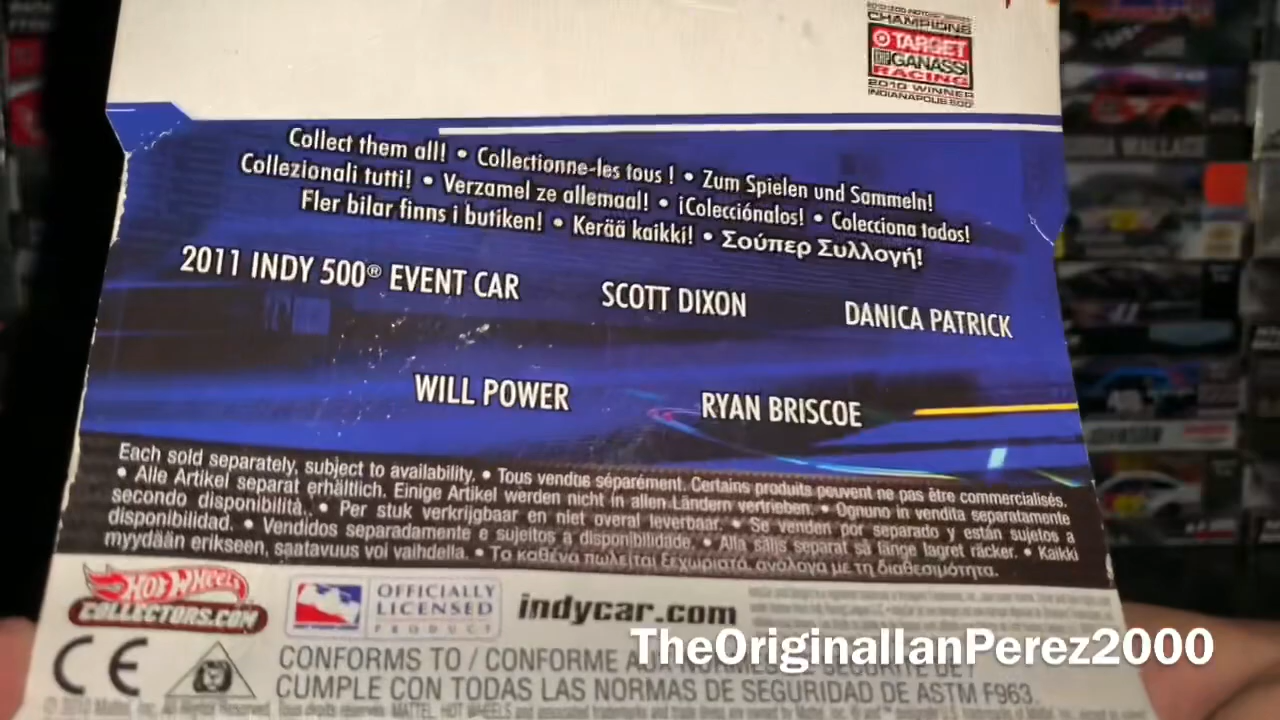 CHAMPIONS
TARGET
CHIP GANASSI
RACING
2010 WINNER
INDIANAPOLIS 500
Collect them all! • Collectionne-les tous ! • Zum Spielen und Sammeln!
Collezionali tutti! • Verzamel ze allemaal! • ¡Colecciónalos! • Colecciona todos!
Fler bilar finns i butiken! • Kerää kaikki! • Σούπερ Συλλογή!
2011 INDY 500® EVENT CAR
SCOTT DIXON
DANICA PATRICK
WILL POWER
RYAN BRISCOE
Each sold separately, subject to availability. • Tous vendus séparément. Certains produits peuvent ne pas être commercialisés.
• Alle Artikel separat erhältlich. Einige Artikel werden nicht in allen Ländern vertrieben. • Ognuno in vendita separatamente
secondo disponibilità. • Per stuk verkrijgbaar en niet overal leverbaar. • Se venden por separado y están sujetos a
disponibilidad. • Vendidos separadamente e sujeitos a disponibilidade. • Alla säljs separat så länge lagret räcker. • Kaikki
myydään erikseen, saatavuus voi vaihdella. • Το καθένα πωλείται ξεχωριστά, ανάλογα με τη διαθεσιμότητα.
HOT WHEELS
COLLECTORS.COM
OFFICIALLY
LICENSED
PRODUCT
indycar.com
TheOriginalIanPerez2000
CE
CONFORMS TO / CONFORME AUX NORMES DE SÉCURITÉ DE /
CUMPLE CON TODAS LAS NORMAS DE SEGURIDAD DE ASTM F963.